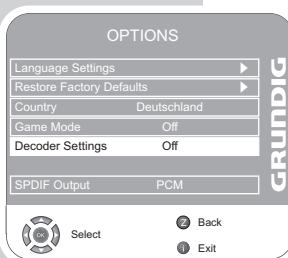 OPTIONS
Language Settings
Restore Factory Defaults
Country Deutschland
Game Mode Off
Decoder Settings Off
SPDIF Output PCM
GRUNDIG
OK Select
Z Back
i Exit